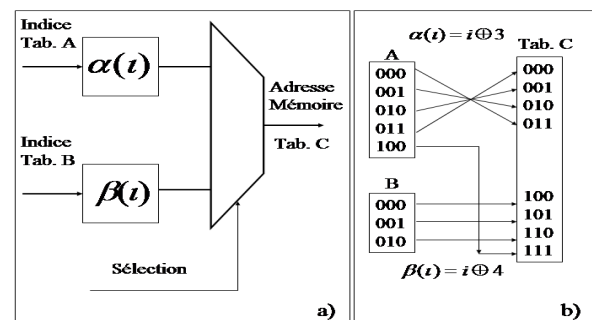 Indice
Tab. A
α(ι)
Adresse
Mémoire
Tab. C
Indice
Tab. B
β(ι)
Sélection
a)
α(ι) = i⊕3
Tab. C
A
000
001
010
011
100
000
001
010
011
B
000
001
010
100
101
110
111
β(ι) = i⊕4
b)